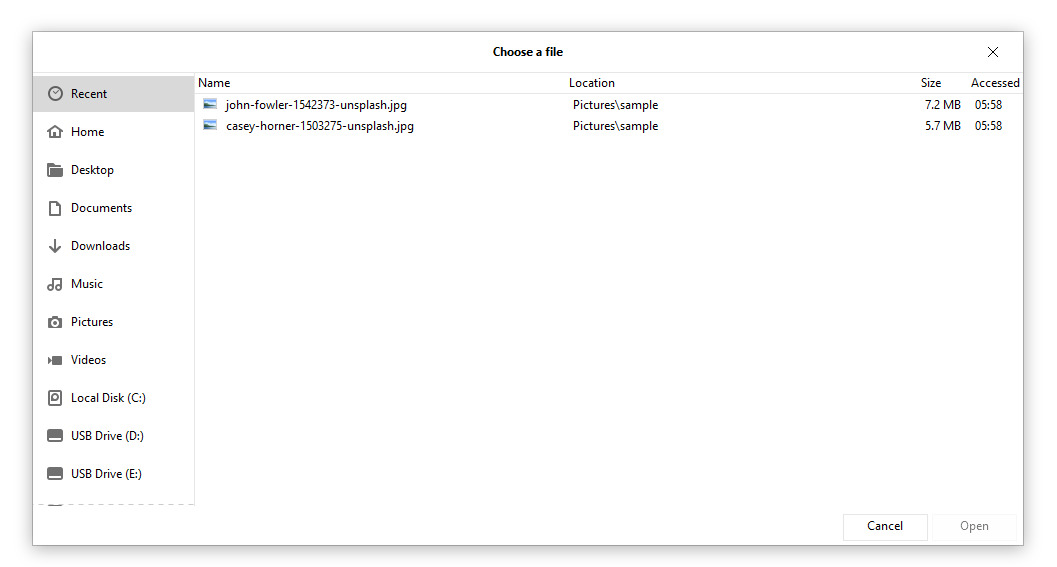 Choose a file
Name Location Size Accessed
Recent
john-fowler-1542373-unsplash.jpg Pictures\sample 7.2 MB 05:58
casey-horner-1503275-unsplash.jpg Pictures\sample 5.7 MB 05:58
Home
Desktop
Documents
Downloads
Music
Pictures
Videos
Local Disk (C:)
USB Drive (D:)
USB Drive (E:)
Cancel Open